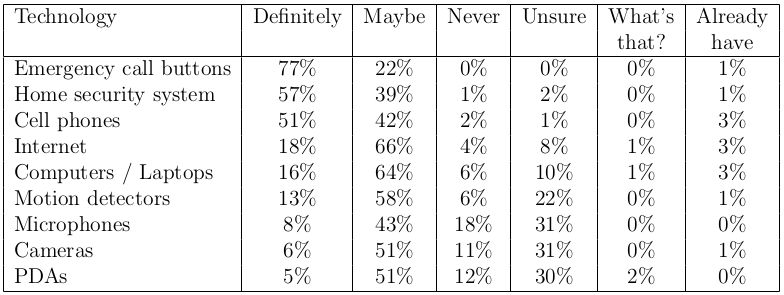 Technology Definitely Maybe Never Unsure What's Already
that? have
Emergency call buttons 77% 22% 0% 0% 0% 1%
Home security system 57% 39% 1% 2% 0% 1%
Cell phones 51% 42% 2% 1% 0% 3%
Internet 18% 66% 4% 8% 1% 3%
Computers / Laptops 16% 64% 6% 10% 1% 3%
Motion detectors 13% 58% 6% 22% 0% 1%
Microphones 8% 43% 18% 31% 0% 0%
Cameras 6% 51% 11% 31% 0% 1%
PDAs 5% 51% 12% 30% 2% 0%